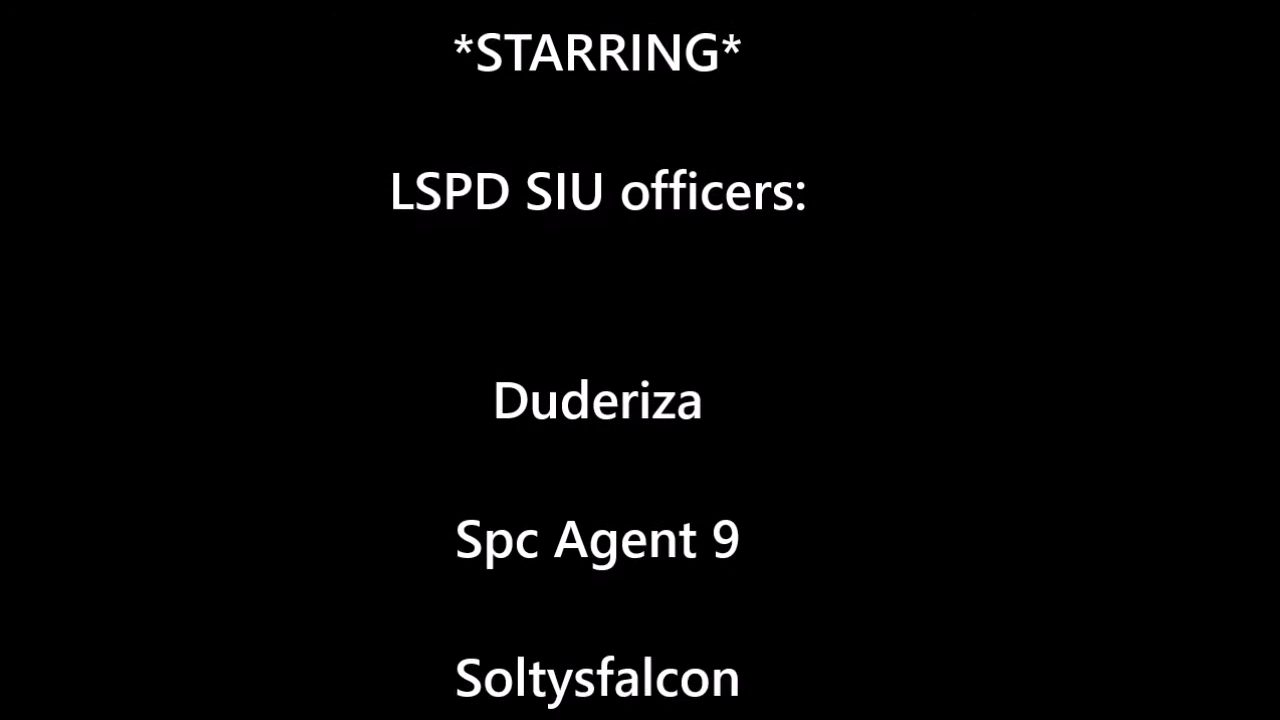 *STARRING*
LSPD SIU officers:
Duderiza
Spc Agent 9
Soltysfalcon